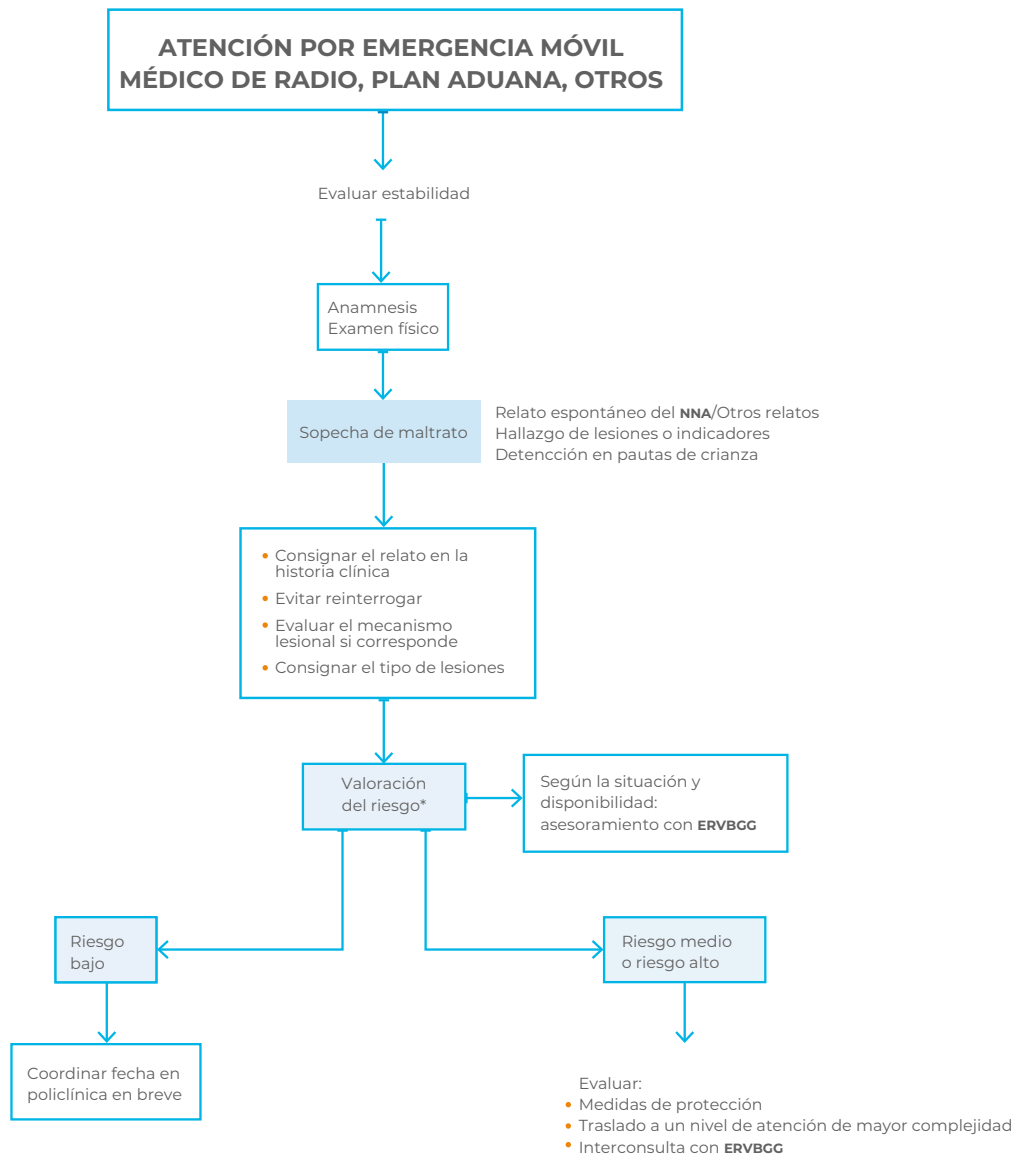 ATENCIÓN POR EMERGENCIA MÓVIL
MÉDICO DE RADIO, PLAN ADUANA, OTROS
Evaluar estabilidad
Anamnesis
Examen físico
Sopecha de maltrato
Relato espontáneo del NNA/Otros relatos
Hallazgo de lesiones o indicadores
Detencción en pautas de crianza
• Consignar el relato en la
historia clínica
• Evitar reinterrogar
• Evaluar el mecanismo
lesional si corresponde
• Consignar el tipo de lesiones
Valoración
del riesgo*
Según la situación y
disponibilidad:
asesoramiento con ERVBGG
Riesgo
bajo
Riesgo medio
o riesgo alto
Coordinar fecha en
policlínica en breve
Evaluar:
• Medidas de protección
• Traslado a un nivel de atención de mayor complejidad
• Interconsulta con ERVBGG